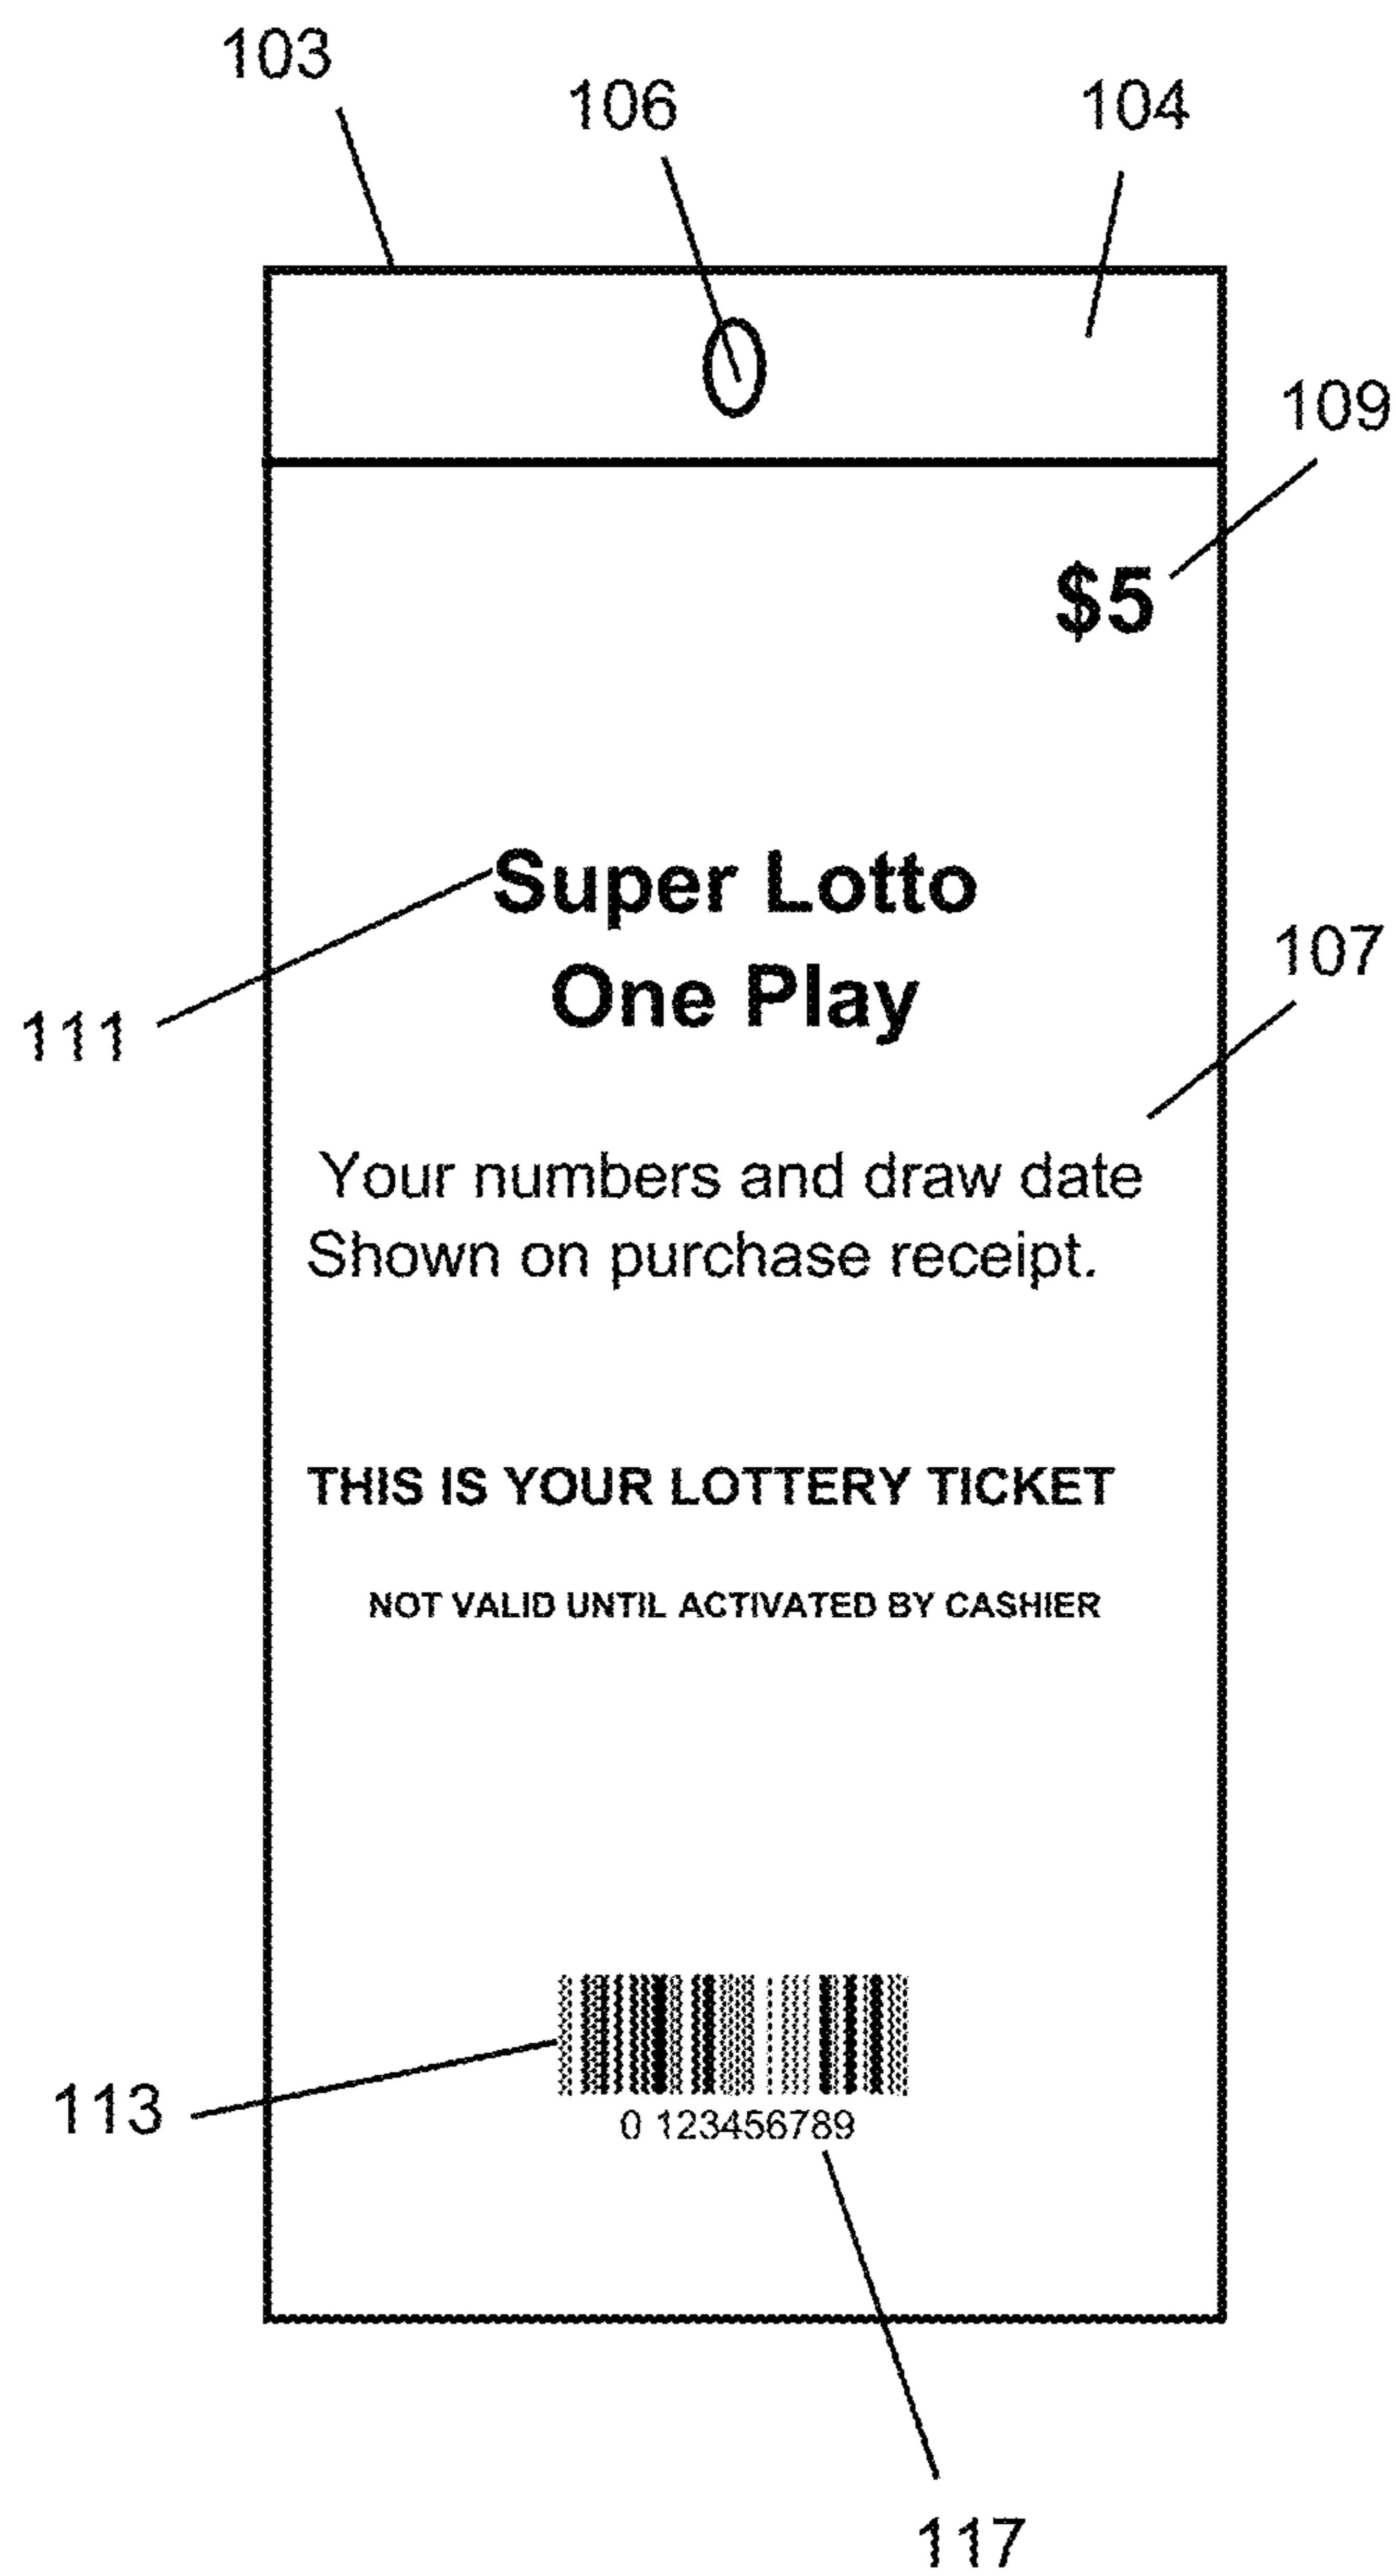 103
106
104
109
$5
Super Lotto
One Play
111
107
Your numbers and draw date
Shown on purchase receipt.
THIS IS YOUR LOTTERY TICKET
NOT VALID UNTIL ACTIVATED BY CASHIER
113
0 123456789
117